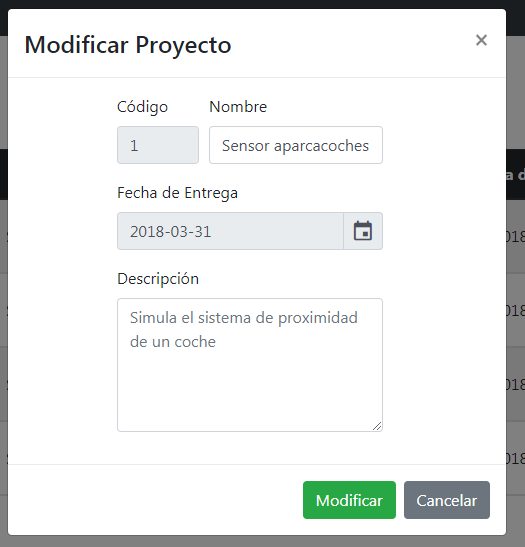 Modificar Proyecto
×
Código Nombre
1 Sensor aparcacoches
Fecha de Entrega
2018-03-31
Descripción
Simula el sistema de proximidad
de un coche
Modificar Cancelar